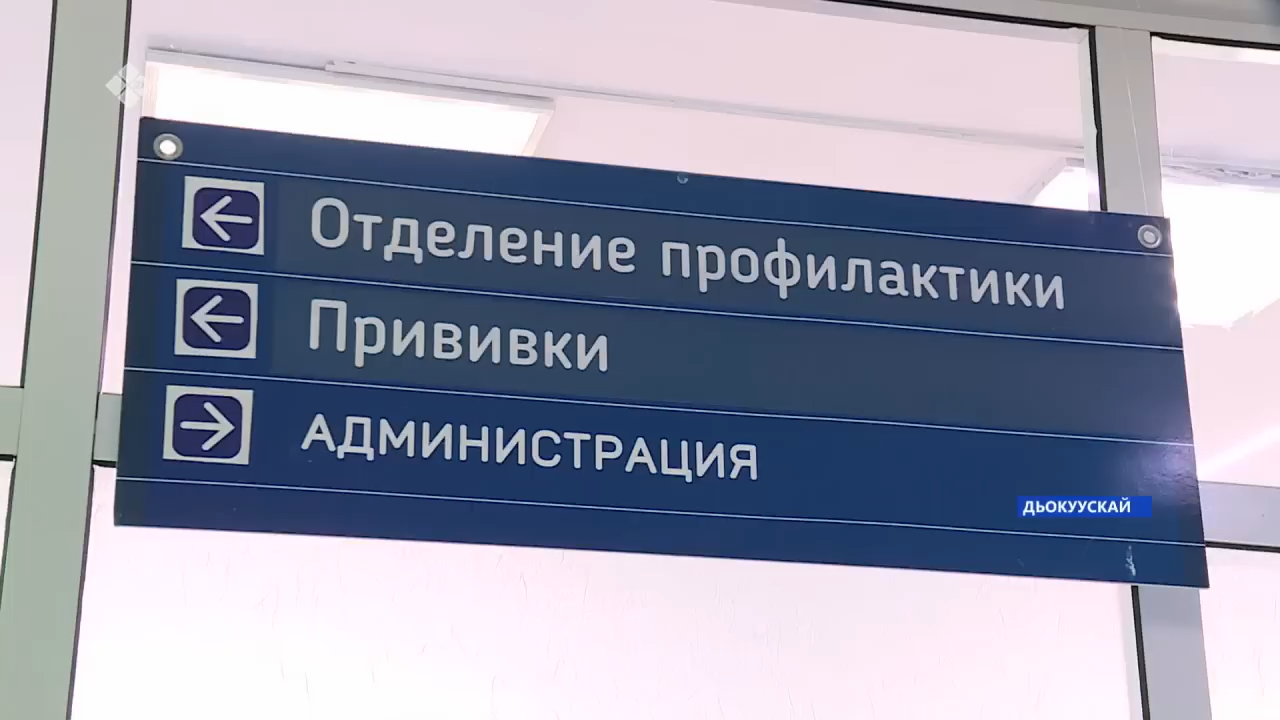 Отделение профилактики
Прививки
АДМИНИСТРАЦИЯ
ДЬОКУУСКАЙ